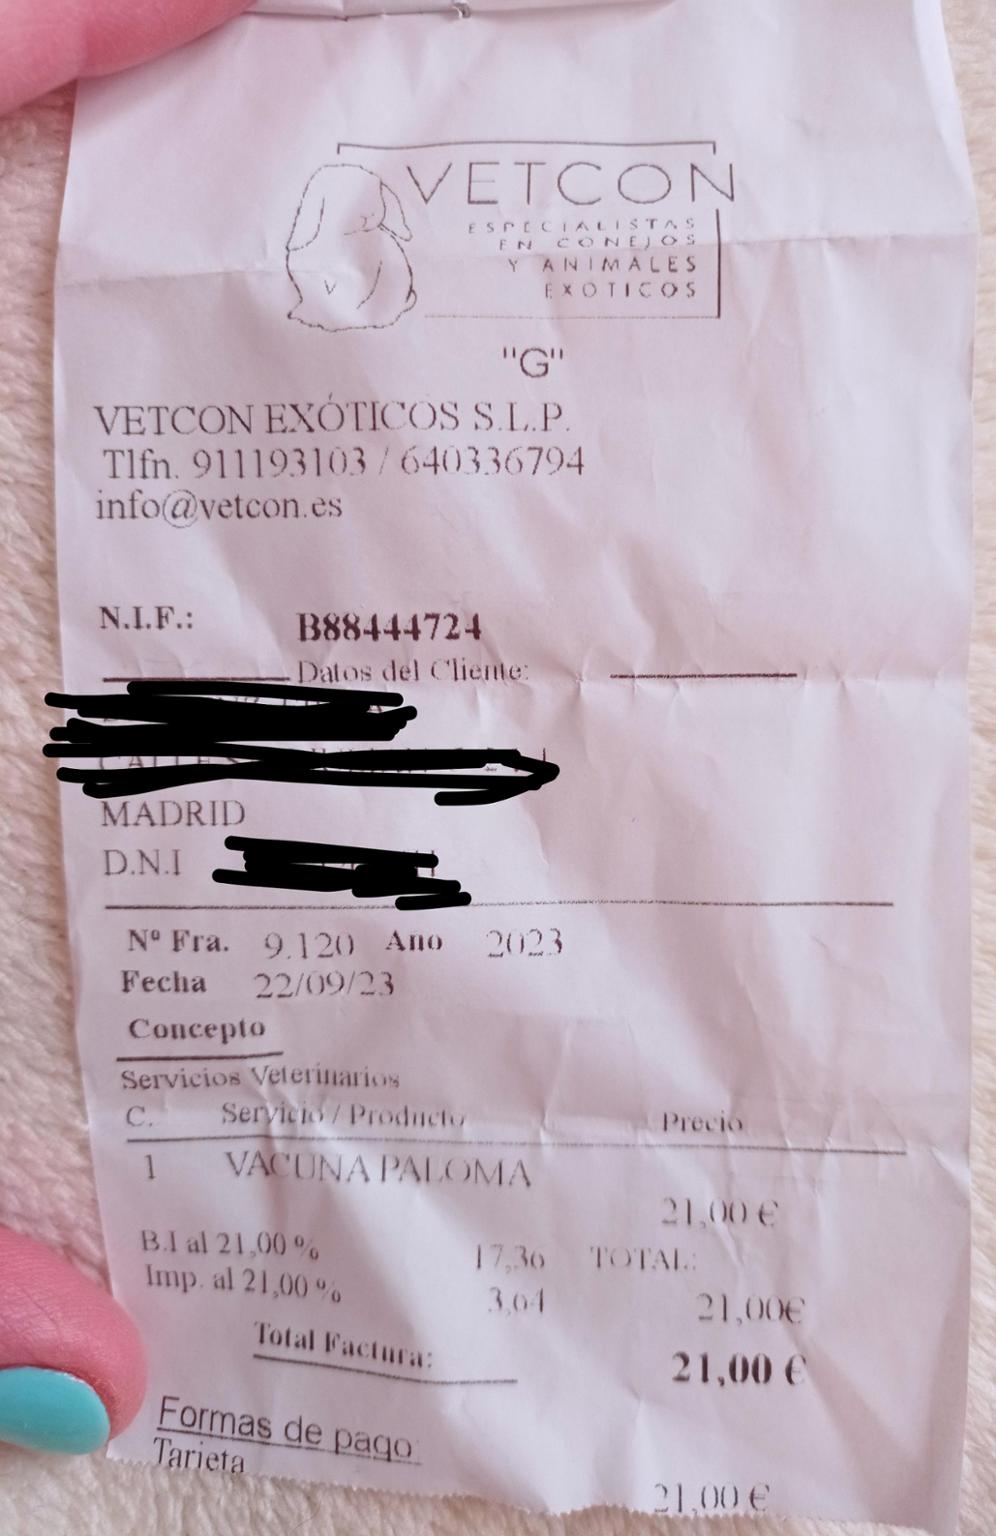 VETCON
ESPECIALISTAS
EN CONEJOS
Y ANIMALES
EXOTICOS
"G"
VETCON EXÓTICOS S.L.P.
Tlfn. 911193103 / 640336794
info@vetcon.es
N.I.F.: B88444724
Datos del Cliente:
MADRID
D.N.I
Nº Fra. 9.120 Ano 2023
Fecha 22/09/23
Concepto
Servicios Veterinarios
C. Servicio / Producto Precio
1 VACUNA PALOMA
21,00 €
B.I al 21,00 % 17,36 TOTAL:
Imp. al 21,00 % 3,64 21,00€
Total Factura: 21,00 €
Formas de pago
Tarjeta
21,00 €